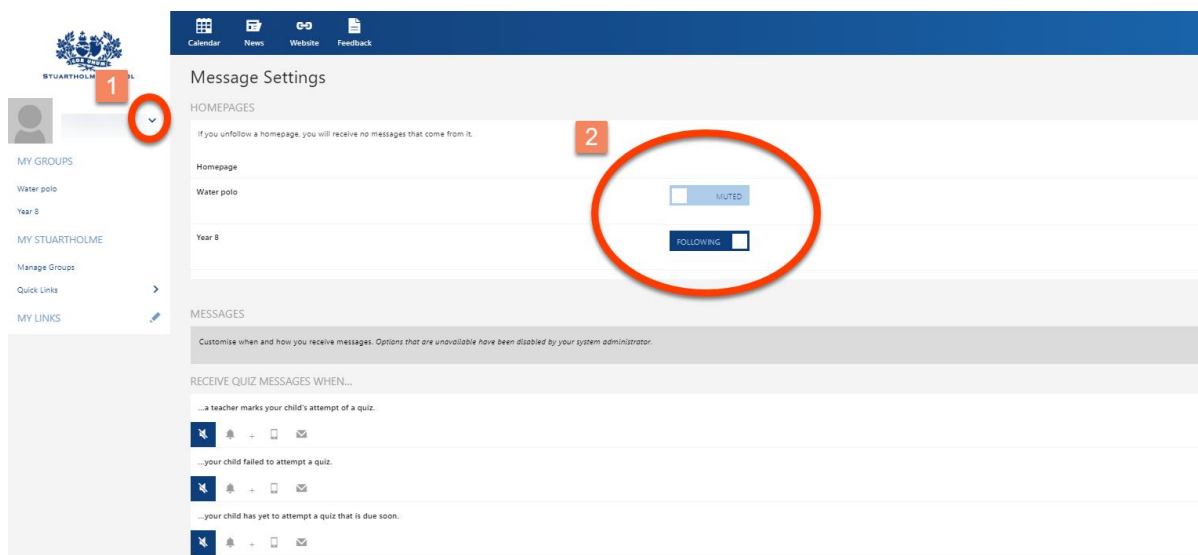 Calendar News Website Feedback
STUARTHOLME
1
Message Settings
HOMEPAGES
If you unfollow a homepage, you will receive no messages that come from it.
2
Homepage
Water polo MUTED
Year 8 FOLLOWING
MY GROUPS
Water polo
Year 8
MY STUARTHOLME
Manage Groups
Quick Links
MY LINKS
MESSAGES
Customise when and how you receive messages. Options that are unavailable have been disabled by your system administrator.
RECEIVE QUIZ MESSAGES WHEN...
...a teacher marks your child's attempt of a quiz.
+
...your child failed to attempt a quiz.
+
...your child has yet to attempt a quiz that is due soon.
+